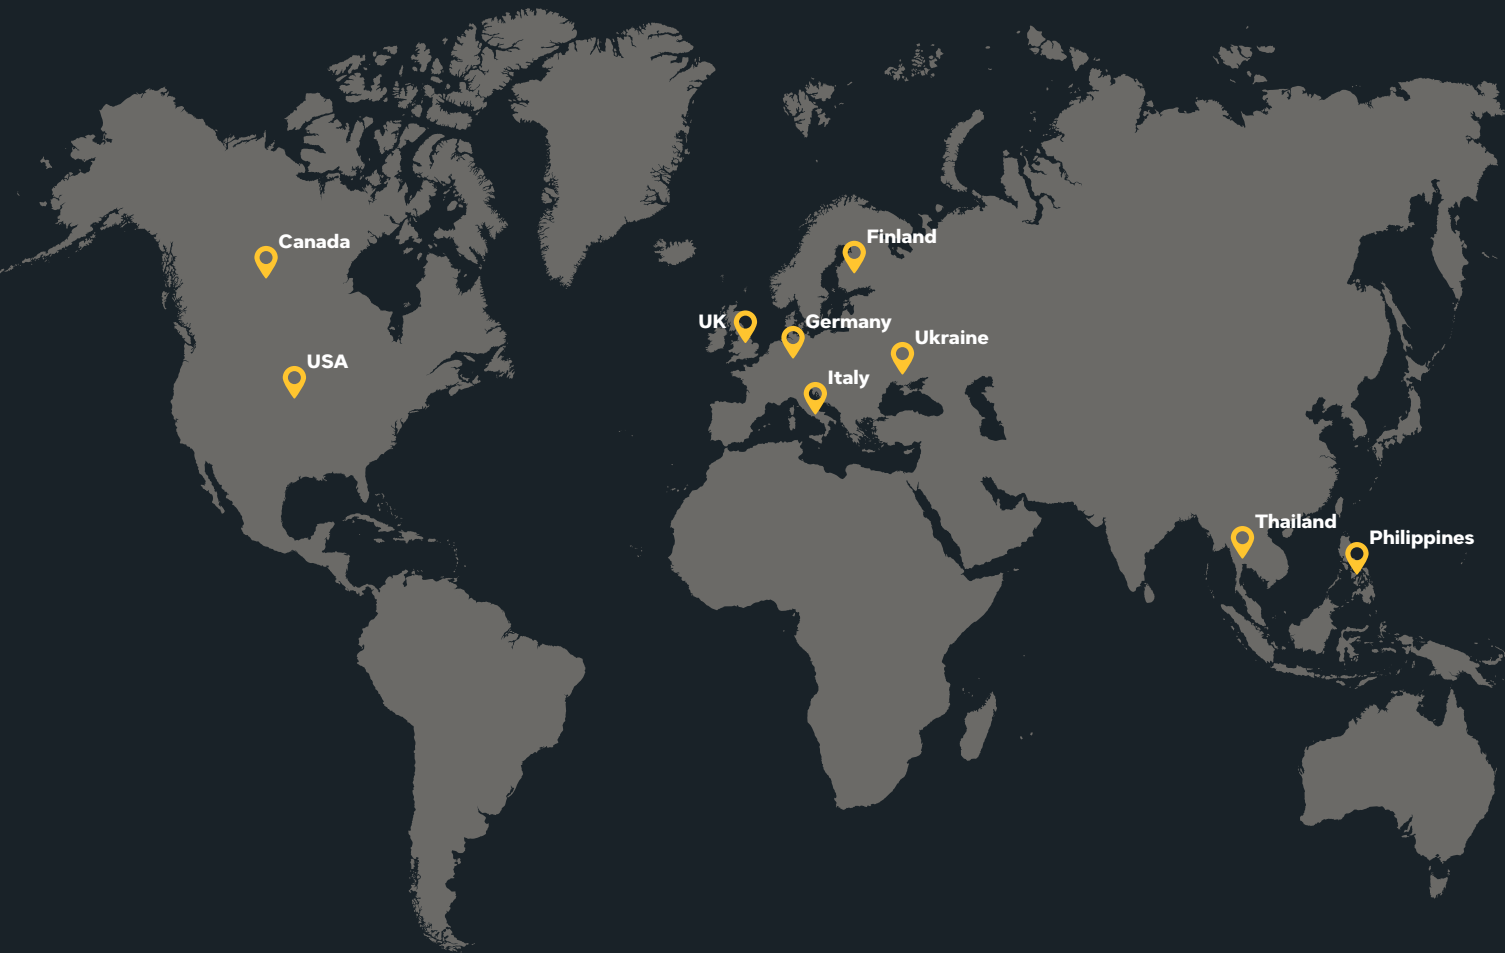 Finland
Canada
UK
Germany
Ukraine
USA
Italy
Thailand
Philippines